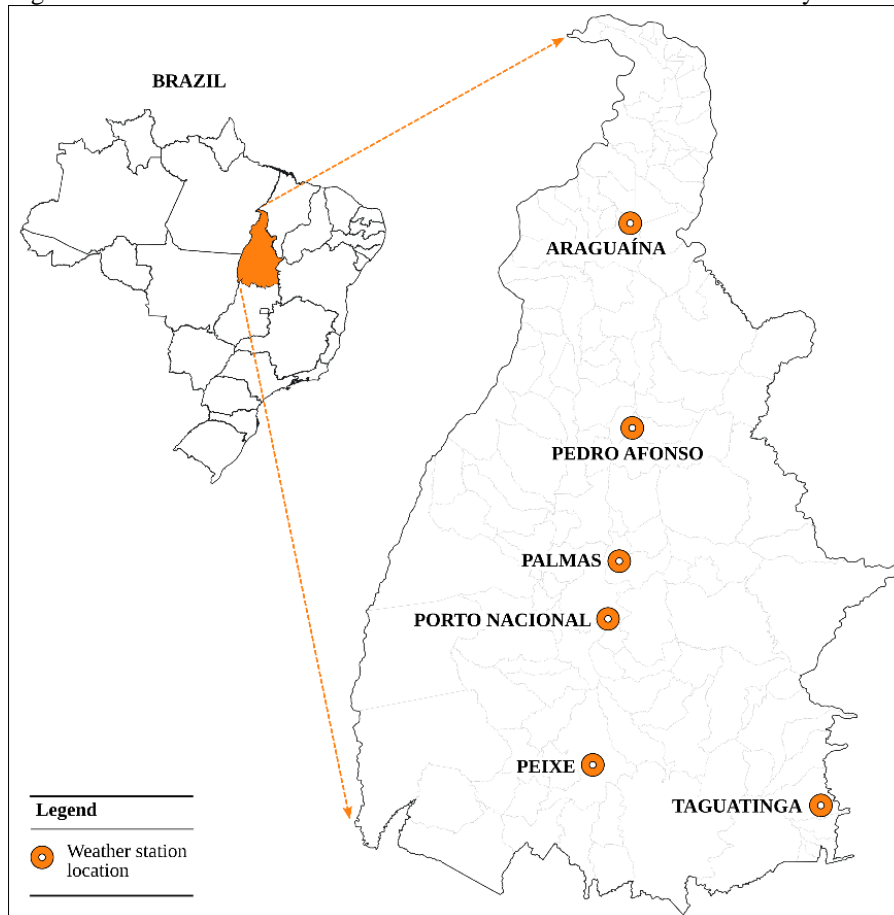 BRAZIL
ARAGUAÍNA
PEDRO AFONSO
PALMAS
PORTO NACIONAL
PEIXE
TAGUATINGA
Legend
Weather station
location